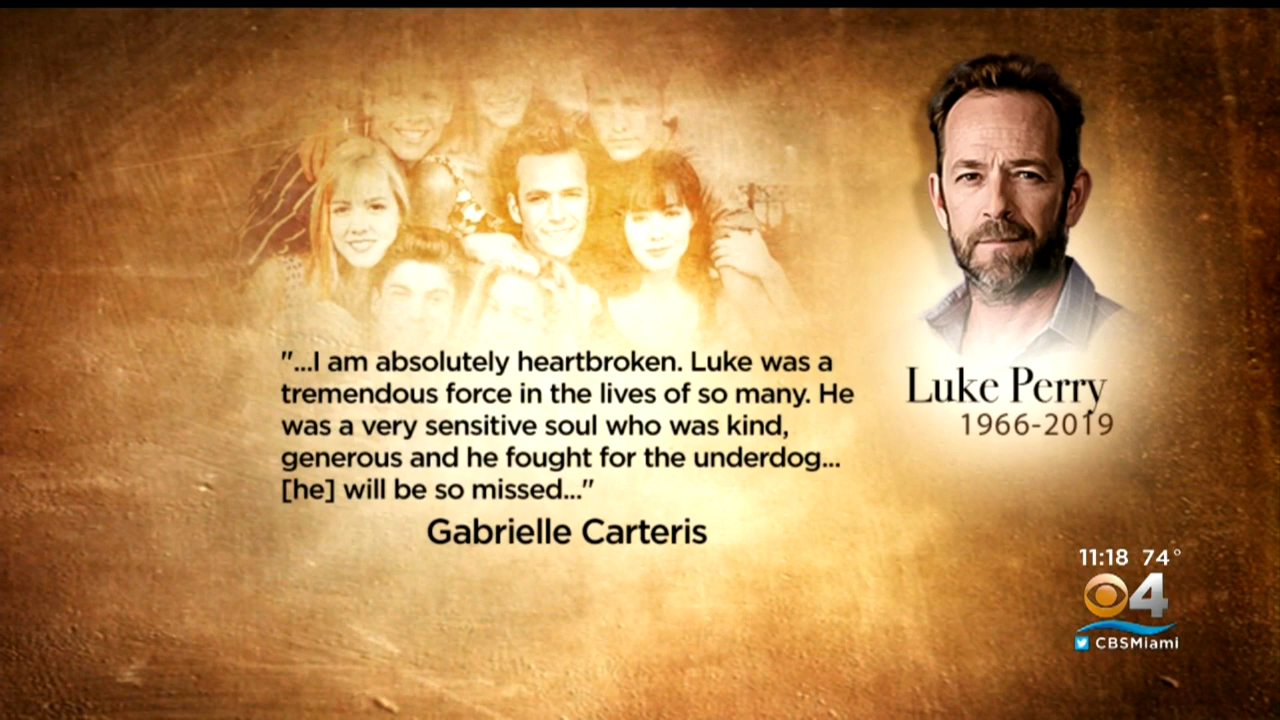 "...I am absolutely heartbroken. Luke was a
tremendous force in the lives of so many. He
was a very sensitive soul who was kind,
generous and he fought for the underdog...
[he] will be so missed..."
Gabrielle Carteris
Luke Perry
1966-2019
11:18 74°
4
CBSMiami